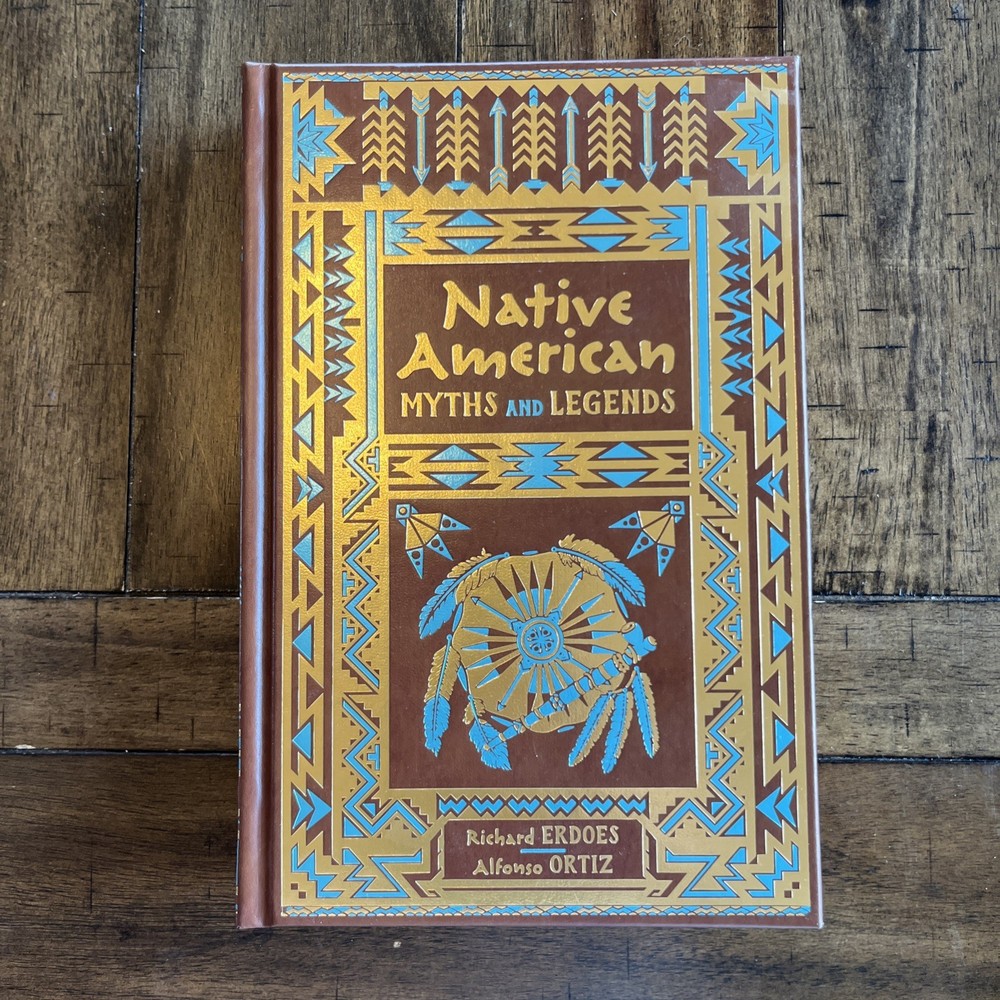 Native
American
MYTHS AND LEGENDS
Richard ERDOES
Alfonso ORTIZ